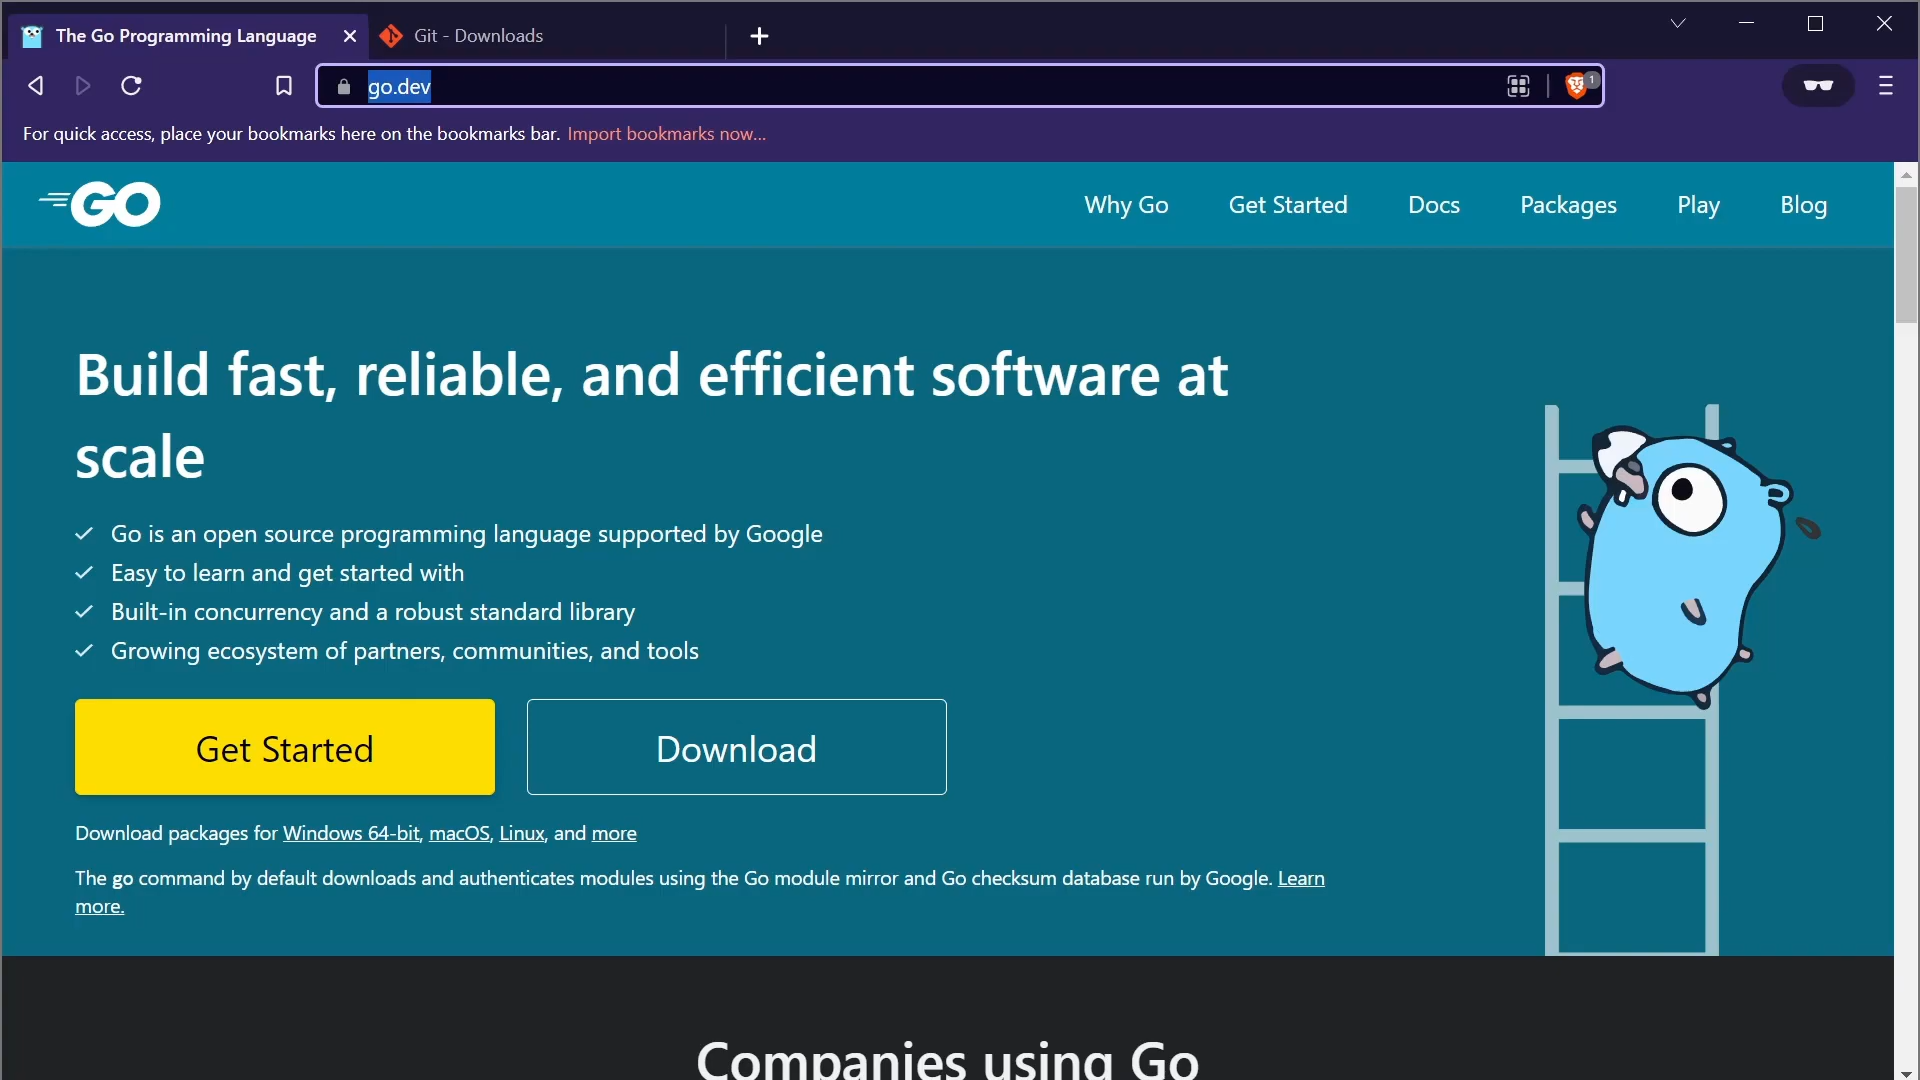 The Go Programming Language
Git - Downloads
go.dev
1
For quick access, place your bookmarks here on the bookmarks bar. Import bookmarks now...
GO
Why Go
Get Started
Docs
Packages
Play
Blog
Build fast, reliable, and efficient software at
scale
Go is an open source programming language supported by Google
Easy to learn and get started with
Built-in concurrency and a robust standard library
Growing ecosystem of partners, communities, and tools
Get Started
Download
Download packages for Windows 64-bit, macOS, Linux, and more
The go command by default downloads and authenticates modules using the Go module mirror and Go checksum database run by Google. Learn
more.
Companies using Go